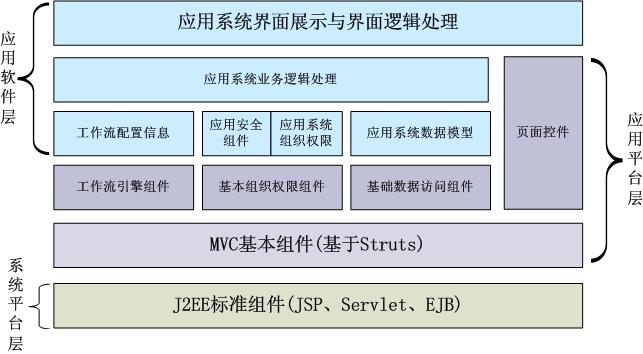 应用系统界面展示与界面逻辑处理
应用软件层
应用系统业务逻辑处理
页面控件
应用平台层
工作流配置信息
应用安全
组件
应用系统
组织权限
应用系统数据模型
工作流引擎组件
基本组织权限组件
基础数据访问组件
MVC基本组件(基于Struts)
系统平台层
J2EE标准组件(JSP、Servlet、EJB)